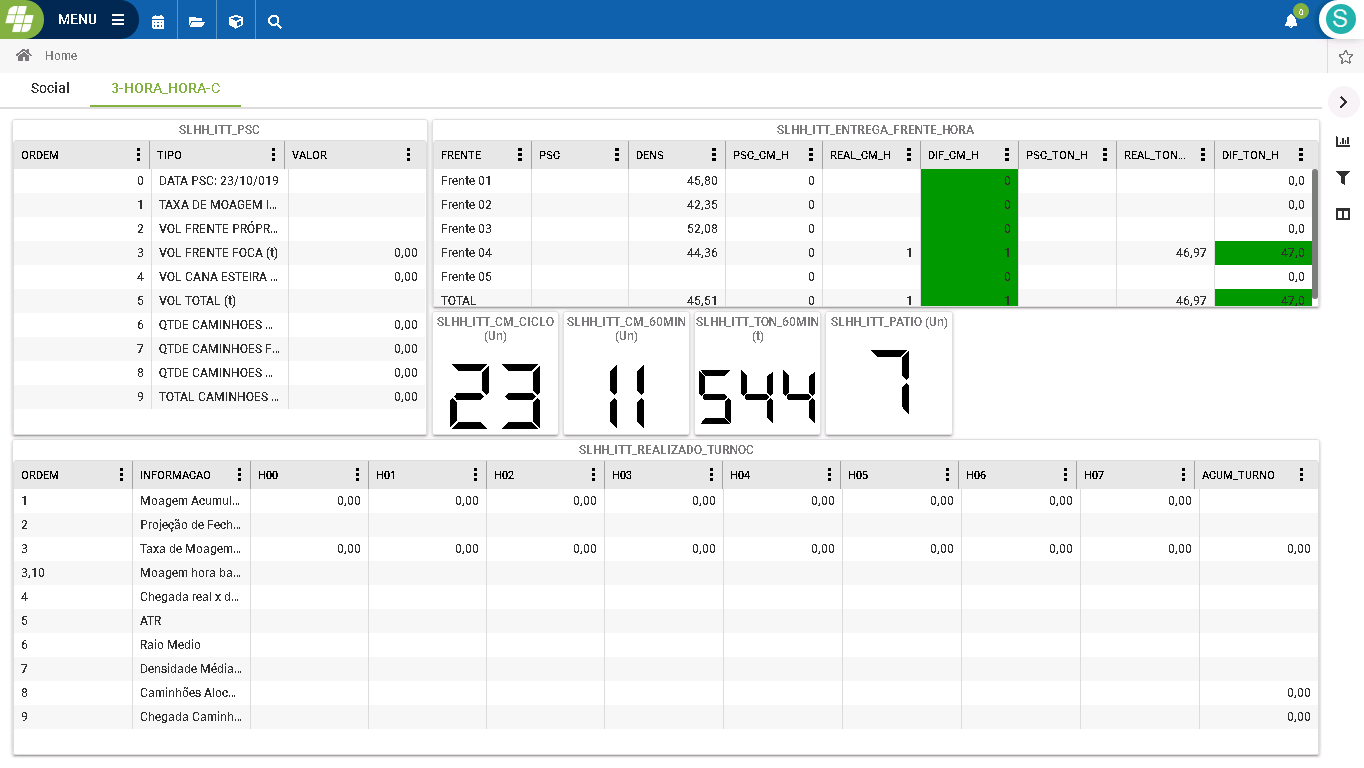 MENU
0
S
Home
Social 3-HORA_HORA-C
SLHH_ITT_PSC
ORDEM TIPO VALOR
0 DATA PSC: 23/10/019
1 TAXA DE MOAGEM I...
2 VOL FRENTE PRÓPR...
3 VOL FRENTE FOCA (t) 0,00
4 VOL CANA ESTEIRA ... 0,00
5 VOL TOTAL (t)
6 QTDE CAMINHOES ... 0,00
7 QTDE CAMINHOES F... 0,00
8 QTDE CAMINHOES ... 0,00
9 TOTAL CAMINHOES ... 0,00
SLHH_ITT_ENTREGA_FRENTE_HORA
FRENTE PSC DENS PSC_CM_H REAL_CM_H DIF_CM_H PSC_TON_H REAL_TON... DIF_TON_H
Frente 01 45,80 0 0 0,0
Frente 02 42,35 0 0 0,0
Frente 03 52,08 0 0 0,0
Frente 04 44,36 0 1 1 46,97 47,0
Frente 05 0 0 0,0
TOTAL 45,51 0 1 1 46,97 47,0
SLHH_ITT_CM_CICLO
(Un)
23
SLHH_ITT_CM_60MIN
(Un)
11
SLHH_ITT_TON_60MIN
(t)
544
SLHH_ITT_PATIO (Un)
7
SLHH_ITT_REALIZADO_TURNOC
ORDEM INFORMACAO H00 H01 H02 H03 H04 H05 H06 H07 ACUM_TURNO
1 Moagem Acumul... 0,00 0,00 0,00 0,00 0,00 0,00 0,00 0,00
2 Projeção de Fech...
3 Taxa de Moagem... 0,00 0,00 0,00 0,00 0,00 0,00 0,00 0,00 0,00
3,10 Moagem hora ba...
4 Chegada real x d...
5 ATR
6 Raio Medio
7 Densidade Média...
8 Caminhões Aloc... 0,00
9 Chegada Caminh... 0,00